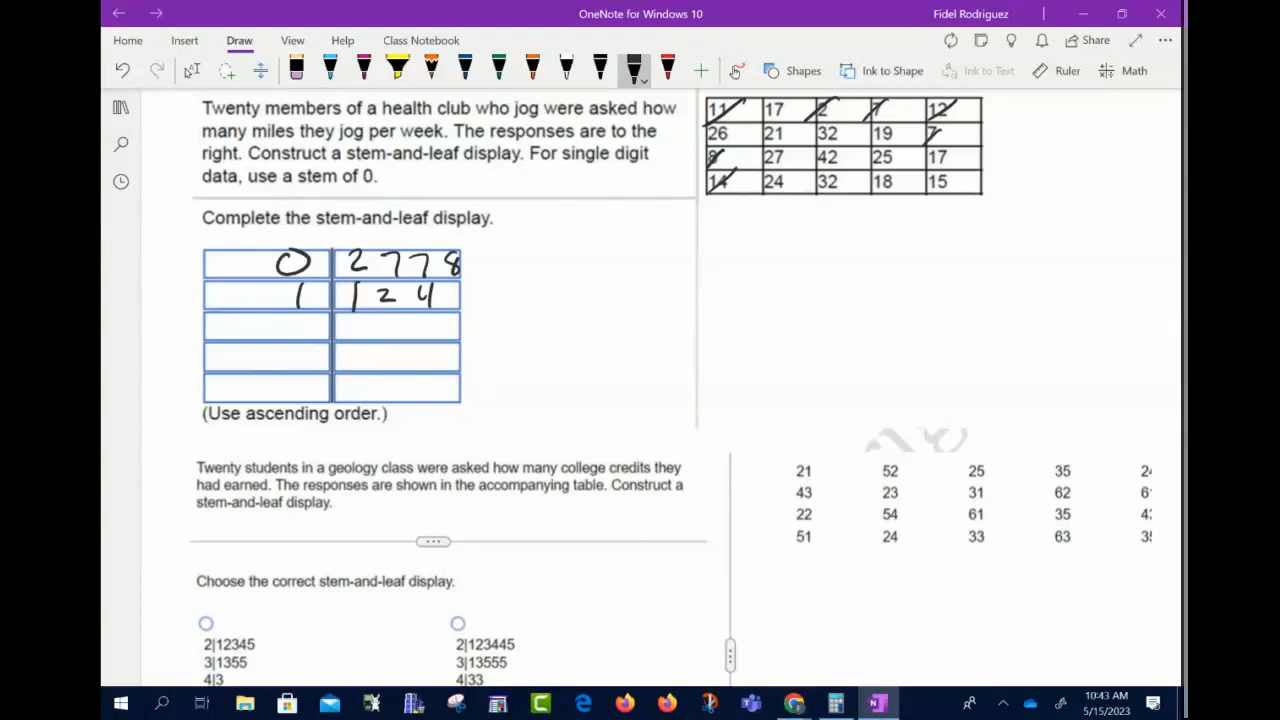 OneNote for Windows 10
Fidel Rodriguez
Home Insert Draw View Help Class Notebook
Share
Shapes Ink to Shape Ink to Text Ruler Math
Twenty members of a health club who jog were asked how
many miles they jog per week. The responses are to the
right. Construct a stem-and-leaf display. For single digit
data, use a stem of 0.
11 17 2 7 12
26 21 32 19 7
8 27 42 25 17
14 24 32 18 15
Complete the stem-and-leaf display.
0 2 7 7 8
1 1 2 4
(Use ascending order.)
Twenty students in a geology class were asked how many college credits they
had earned. The responses are shown in the accompanying table. Construct a
stem-and-leaf display.
21 52 25 35
43 23 31 62
22 54 61 35
51 24 33 63
Choose the correct stem-and-leaf display.
2|12345
3|1355
4|3
2|123445
3|13555
4|33
10:43 AM
5/15/2023